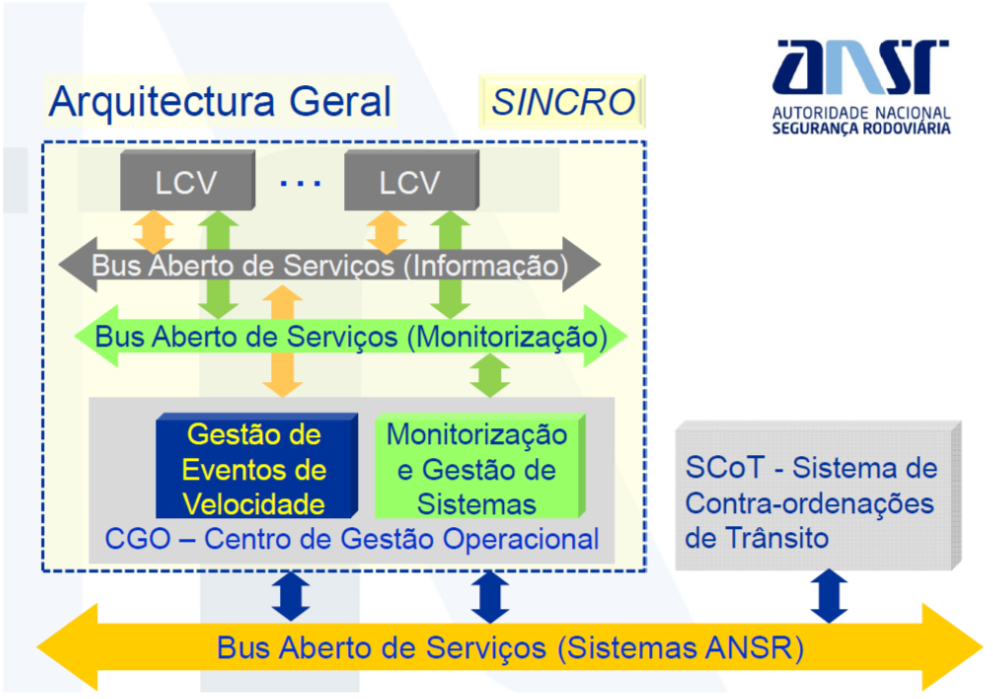 ansr
AUTORIDADE NACIONAL
SEGURANÇA RODOVIÁRIA
Arquitectura Geral
SINCRO
LCV
...
LCV
Bus Aberto de Serviços (Informação)
Bus Aberto de Serviços (Monitorização)
Gestão de
Eventos de
Velocidade
Monitorização
e Gestão de
Sistemas
CGO – Centro de Gestão Operacional
SCoT - Sistema de
Contra-ordenações
de Trânsito
Bus Aberto de Serviços (Sistemas ANSR)